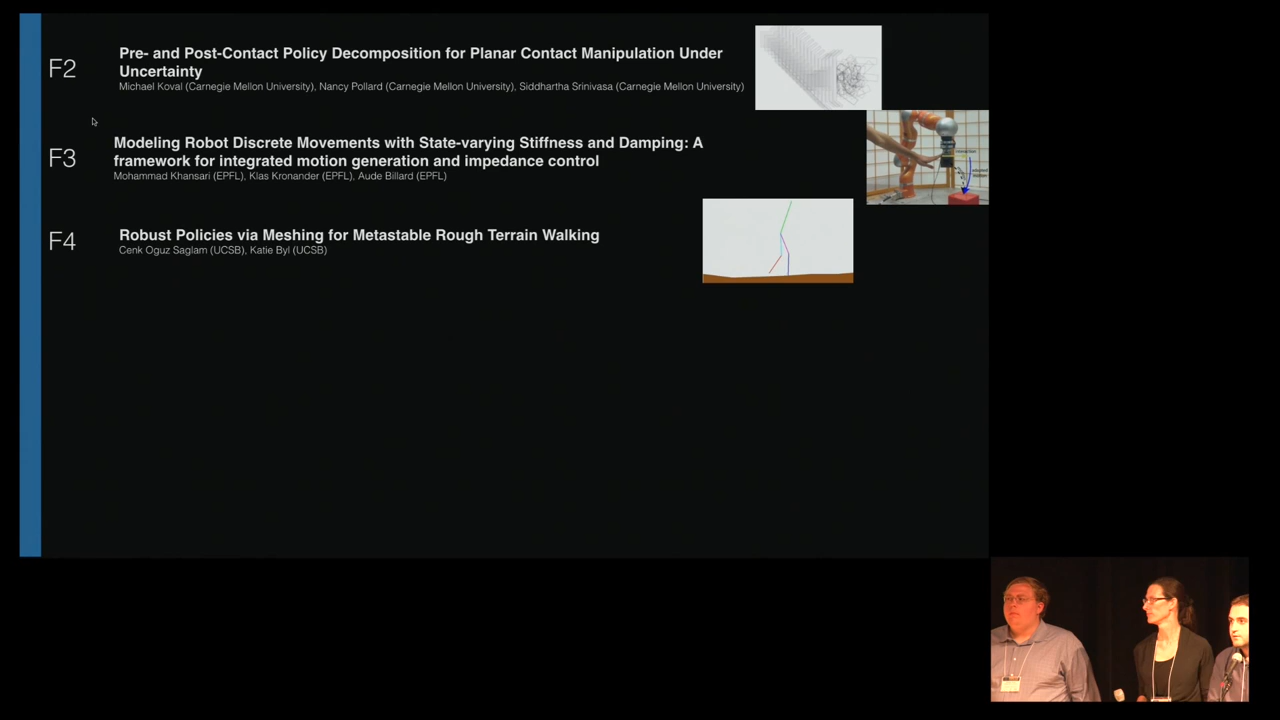 F2
Pre- and Post-Contact Policy Decomposition for Planar Contact Manipulation Under
Uncertainty
Michael Koval (Carnegie Mellon University), Nancy Pollard (Carnegie Mellon University), Siddhartha Srinivasa (Carnegie Mellon University)
F3
Modeling Robot Discrete Movements with State-varying Stiffness and Damping: A
framework for integrated motion generation and impedance control
Mohammad Khansari (EPFL), Klas Kronander (EPFL), Aude Billard (EPFL)
F4
Robust Policies via Meshing for Metastable Rough Terrain Walking
Cenk Oguz Saglam (UCSB), Katie Byl (UCSB)